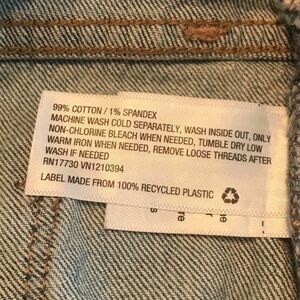 99% COTTON / 1% SPANDEX
MACHINE WASH COLD SEPARATELY, WASH INSIDE OUT, ONLY
NON-CHLORINE BLEACH WHEN NEEDED, TUMBLE DRY LOW
WARM IRON WHEN NEEDED, REMOVE LOOSE THREADS AFTER
WASH IF NEEDED
RN17730 VN1210394
LABEL MADE FROM 100% RECYCLED PLASTIC